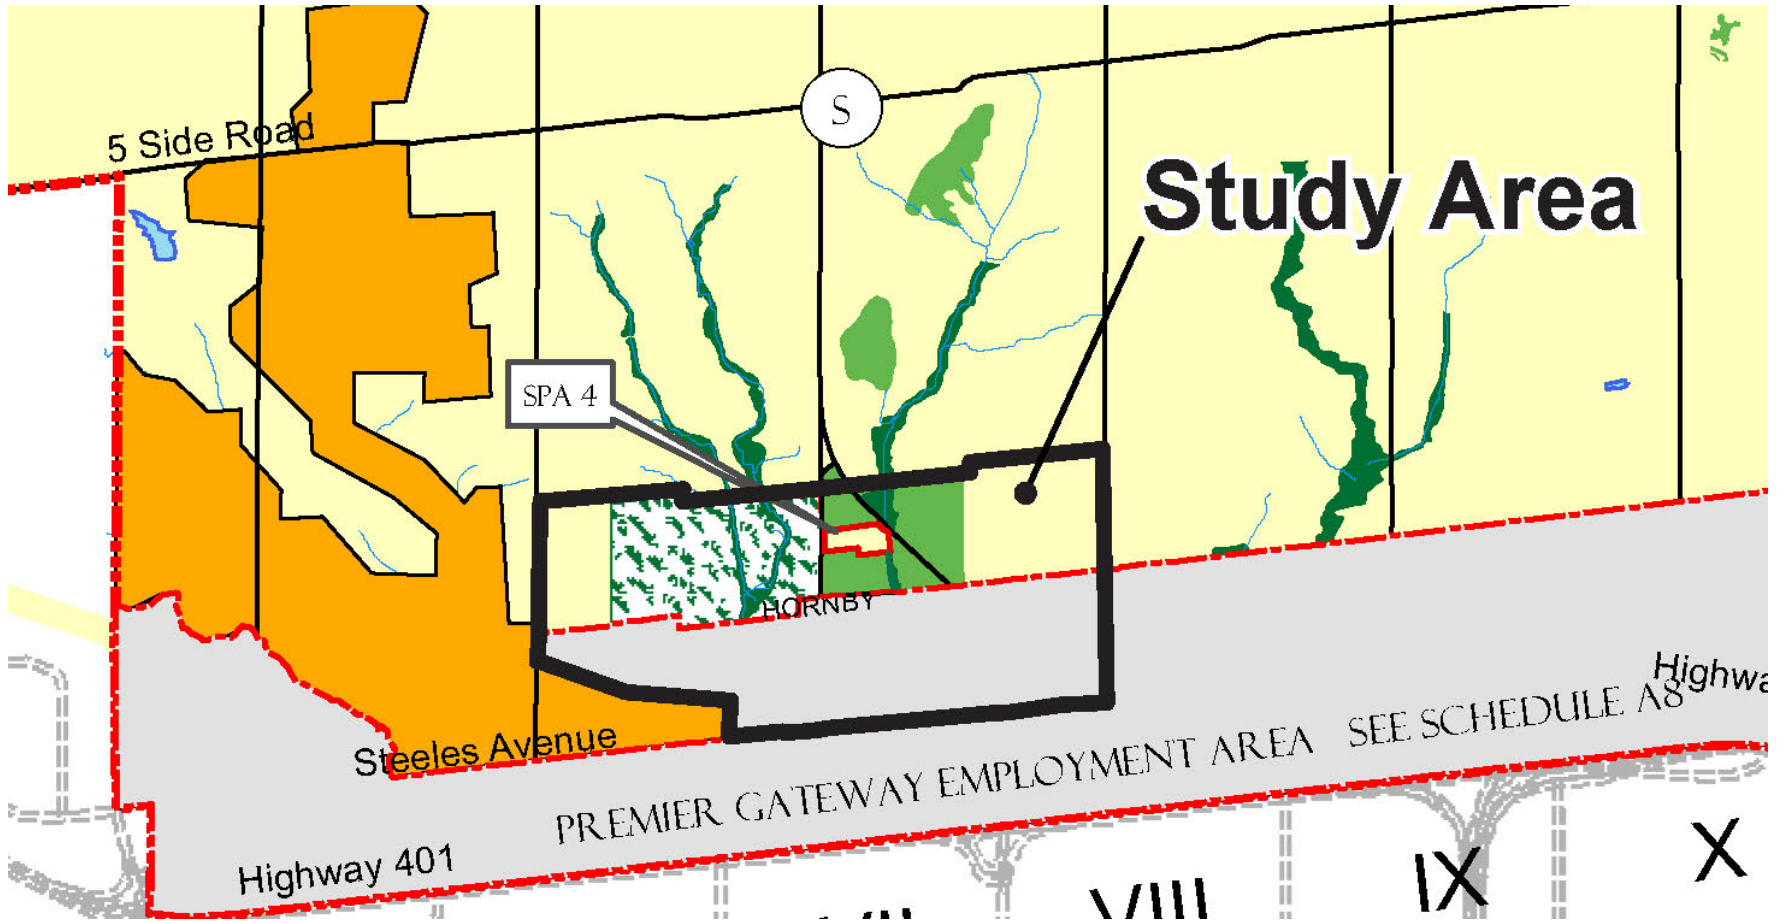 5 Side Road
S
Study Area
SPA 4
HORNBY
Steeles Avenue
PREMIER GATEWAY EMPLOYMENT AREA SEE SCHEDULE A8
Highway 401
VIII
IX
X